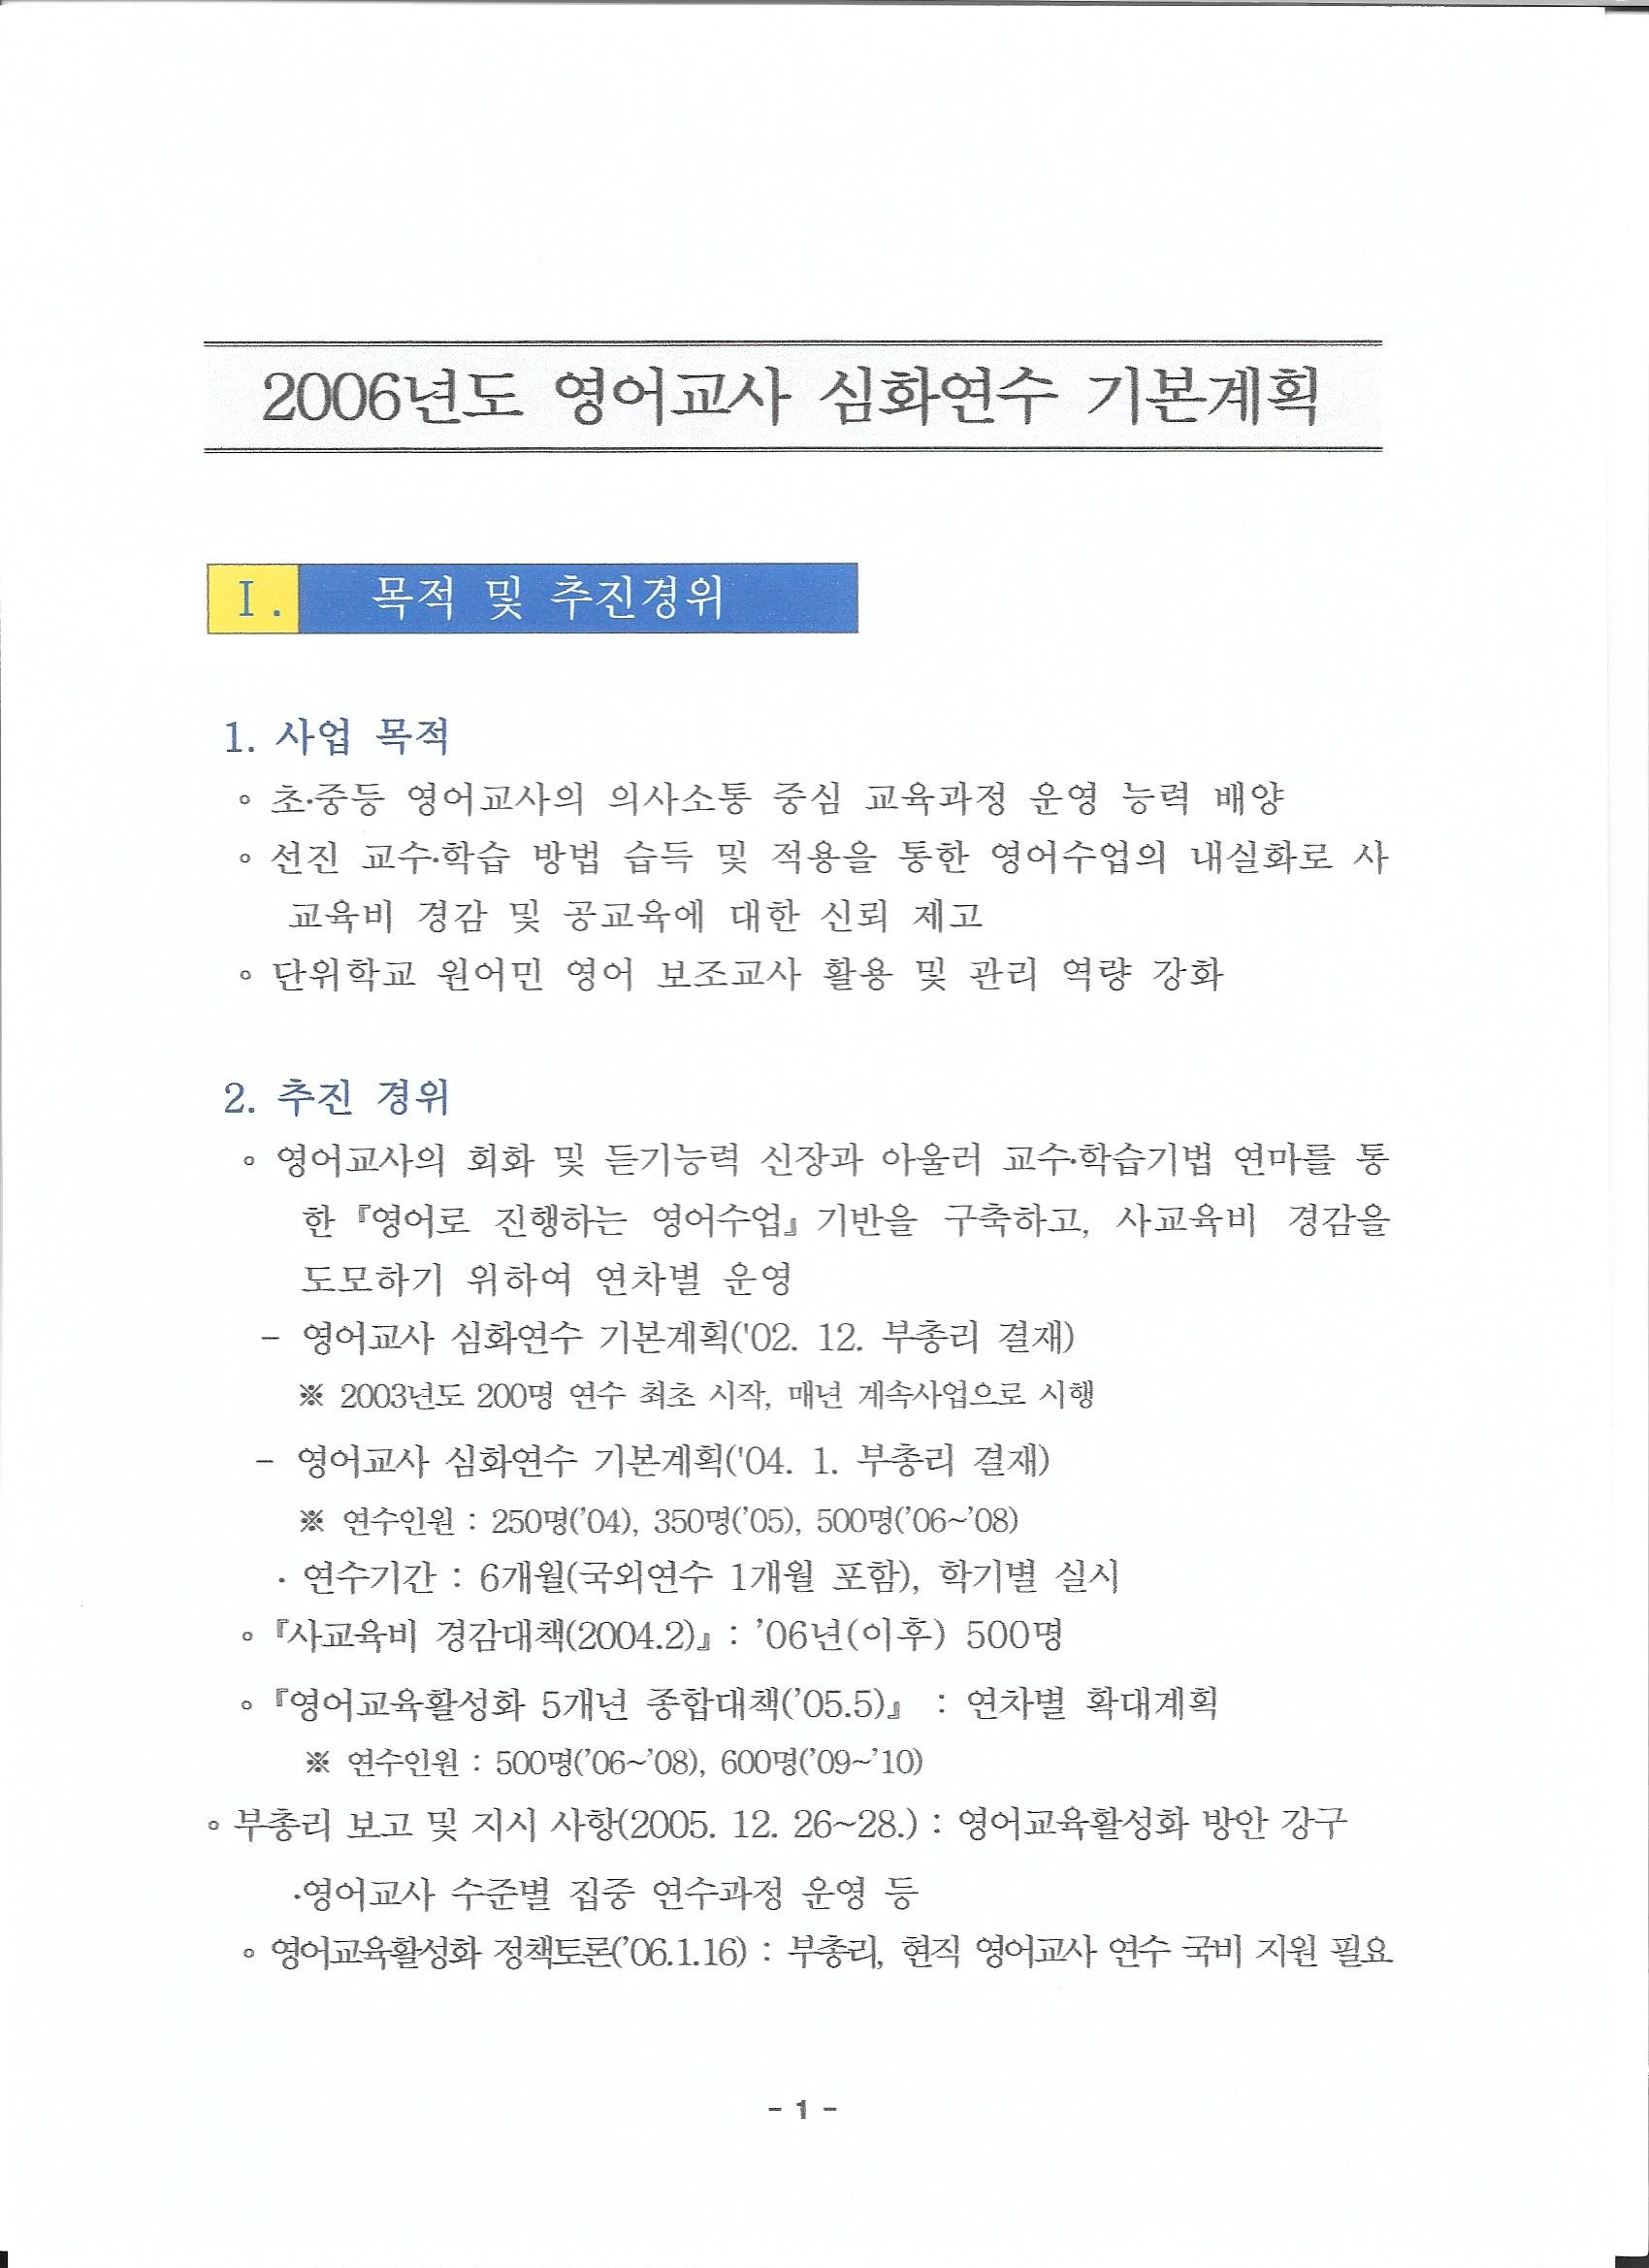 2006년도 영어교사 심화연수 기본계획
Ⅰ. 목적 및 추진경위
1. 사업 목적
◦ 초·중등 영어교사의 의사소통 중심 교육과정 운영 능력 배양
◦ 선진 교수·학습 방법 습득 및 적용을 통한 영어수업의 내실화로 사
교육비 경감 및 공교육에 대한 신뢰 제고
◦ 단위학교 원어민 영어 보조교사 활용 및 관리 역량 강화
2. 추진 경위
◦ 영어교사의 회화 및 듣기능력 신장과 아울러 교수·학습기법 연마를 통
한 『영어로 진행하는 영어수업』 기반을 구축하고, 사교육비 경감을
도모하기 위하여 연차별 운영
- 영어교사 심화연수 기본계획('02. 12. 부총리 결재)
※ 2003년도 200명 연수 최초 시작, 매년 계속사업으로 시행
- 영어교사 심화연수 기본계획('04. 1. 부총리 결재)
※ 연수인원 : 250명('04), 350명('05), 500명('06~'08)
· 연수기간 : 6개월(국외연수 1개월 포함), 학기별 실시
◦ 『사교육비 경감대책(2004.2)』 : '06년(이후) 500명
◦ 『영어교육활성화 5개년 종합대책('05.5)』 : 연차별 확대계획
※ 연수인원 : 500명('06~'08), 600명('09~'10)
◦ 부총리 보고 및 지시 사항(2005. 12. 26~28.) : 영어교육활성화 방안 강구
·영어교사 수준별 집중 연수과정 운영 등
◦ 영어교육활성화 정책토론('06.1.16) : 부총리, 현직 영어교사 연수 국비 지원 필요
- 1 -